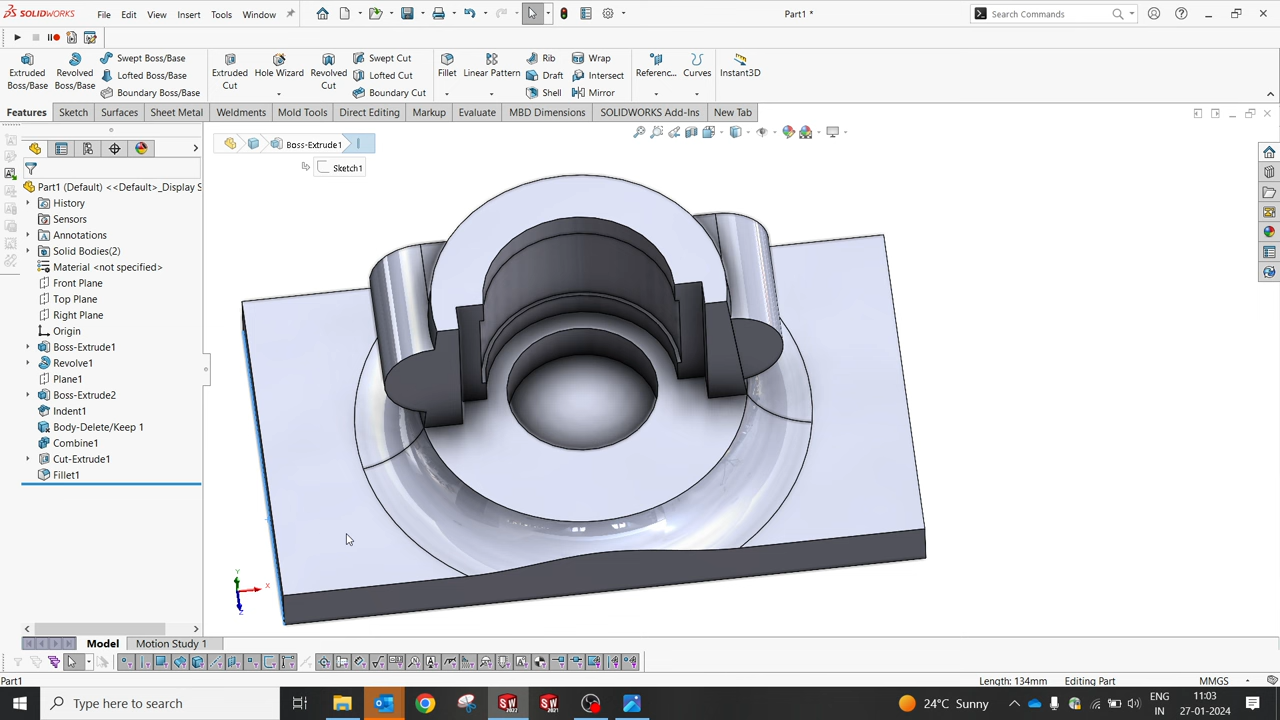 SOLIDWORKS File Edit View Insert Tools Window Part1 * Search Commands
Extruded Boss/Base
Revolved Boss/Base
Swept Boss/Base
Lofted Boss/Base
Boundary Boss/Base
Extruded Cut
Hole Wizard
Revolved Cut
Swept Cut
Lofted Cut
Boundary Cut
Fillet
Linear Pattern
Rib
Draft
Shell
Wrap
Intersect
Mirror
Referenc...
Curves
Instant3D
Features Sketch Surfaces Sheet Metal Weldments Mold Tools Direct Editing Markup Evaluate MBD Dimensions SOLIDWORKS Add-Ins New Tab
Boss-Extrude1
Sketch1
Part1 (Default) <<Default>_Display S
History
Sensors
Annotations
Solid Bodies(2)
Material <not specified>
Front Plane
Top Plane
Right Plane
Origin
Boss-Extrude1
Revolve1
Plane1
Boss-Extrude2
Indent1
Body-Delete/Keep 1
Combine1
Cut-Extrude1
Fillet1
Y
X
Z
Model Motion Study 1
Part1 Length: 134mm Editing Part MMGS
Type here to search
24°C Sunny
ENG
IN
11:03
27-01-2024